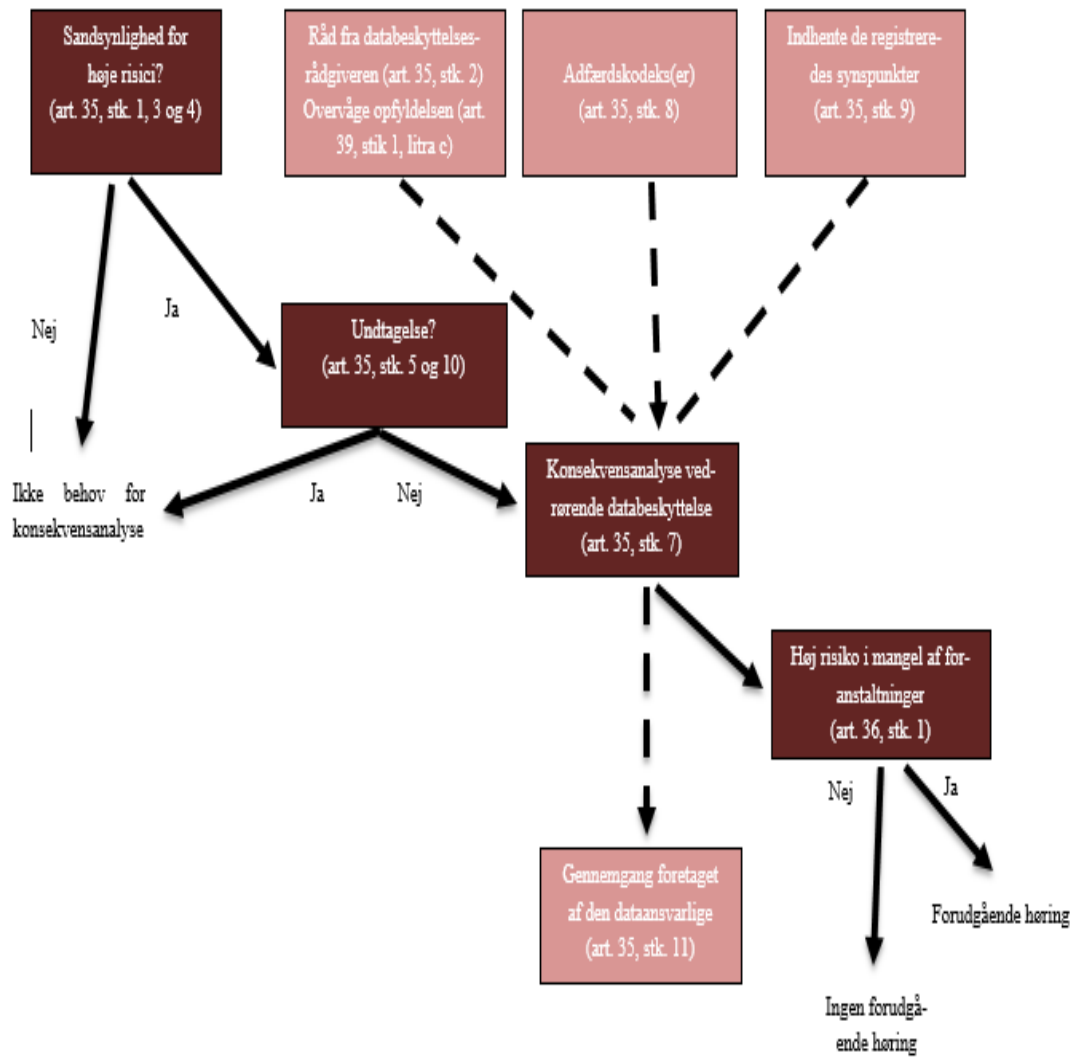 Sandsynlighed for
høje risici?
(art. 35, stk. 1, 3 og 4)
Råd fra databeskyttelses-
rådgiveren (art. 35, stk. 2)
Overvåge opfyldelsen (art.
39, stik 1, litra c)
Adfærdskodeks(er)
(art. 35, stk. 8)
Indhente de registrere-
des synspunkter
(art. 35, stk. 9)
Nej
Ja
Undtagelse?
(art. 35, stk. 5 og 10)
Ikke behov for
konsekvensanalyse
Ja
Nej
Konsekvensanalyse ved-
rørende databeskyttelse
(art. 35, stk. 7)
Høj risiko i mangel af for-
anstaltninger
(art. 36, stk. 1)
Nej
Ja
Gennemgang foretaget
af den dataansvarlige
(art. 35, stk. 11)
Forudgående høring
Ingen forudgå-
ende høring